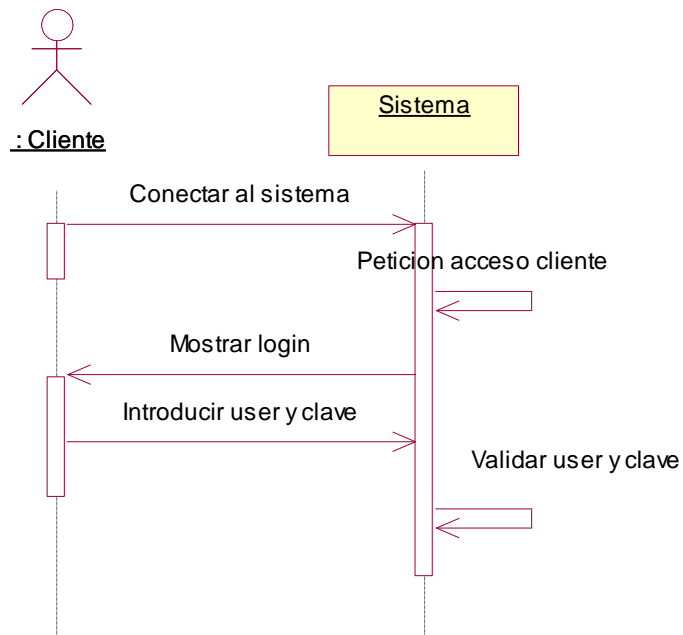 Sistema
: Cliente
Conectar al sistema
Peticion acceso cliente
Mostrar login
Introducir user y clave
Validar user y clave